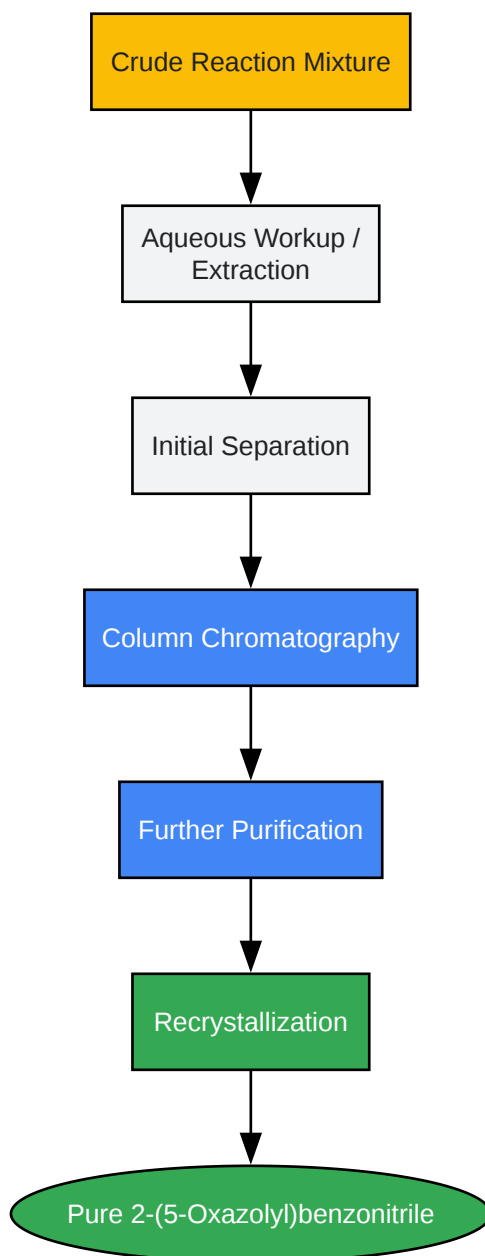 Crude Reaction Mixture
Aqueous Workup /
Extraction
Initial Separation
Column Chromatography
Further Purification
Recrystallization
Pure 2-(5-Oxazolyl)benzonitrile